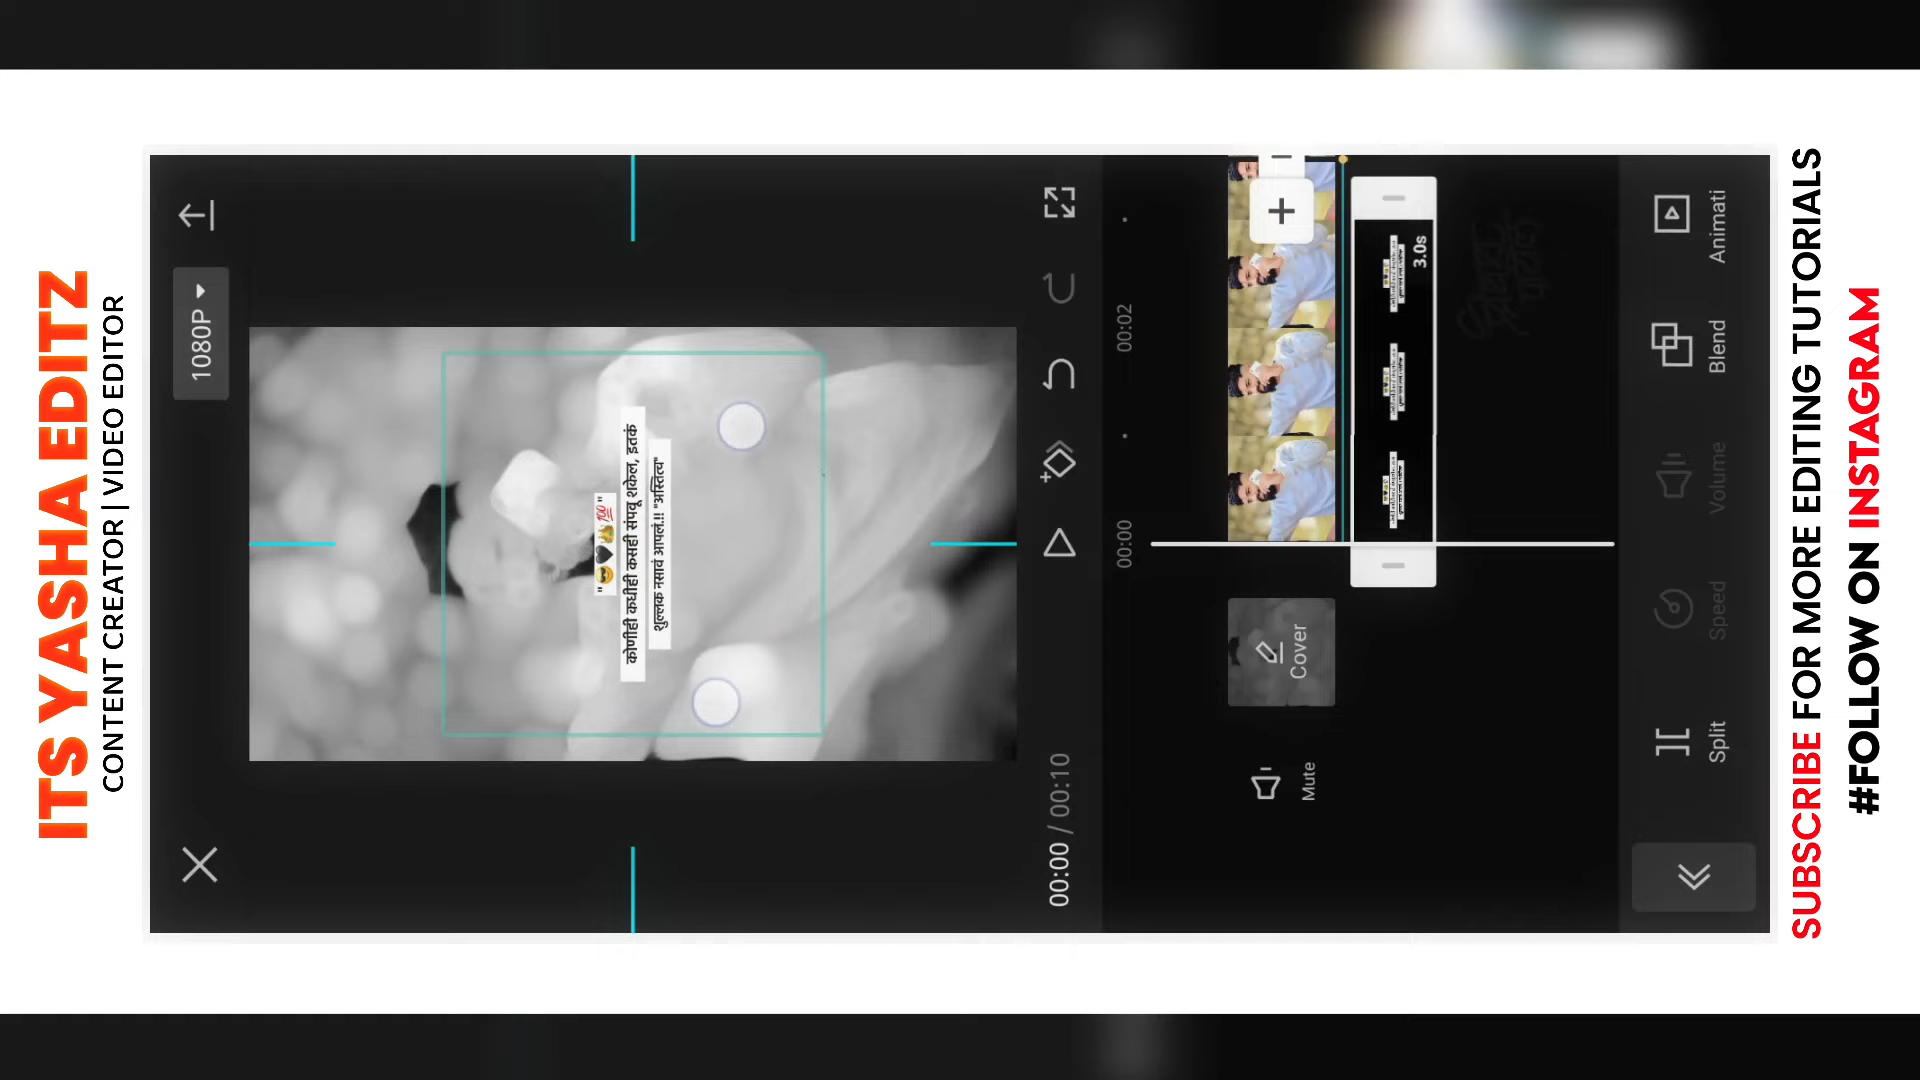 ITS YASHA EDITZ
CONTENT CREATOR | VIDEO EDITOR
1080P
" 😎🖤👑💯 "
कोणीही कधीही कसही संपवू शकेल, इतकं
शुल्लक नसावं आपलं.!! "अस्तित्व"
00:00 / 00:10
00:00
00:02
Mute
Cover
3.0s
Split
Speed
Volume
Blend
Animati
SUBSCRIBE FOR MORE EDITING TUTORIALS
#FOLLOW ON INSTAGRAM